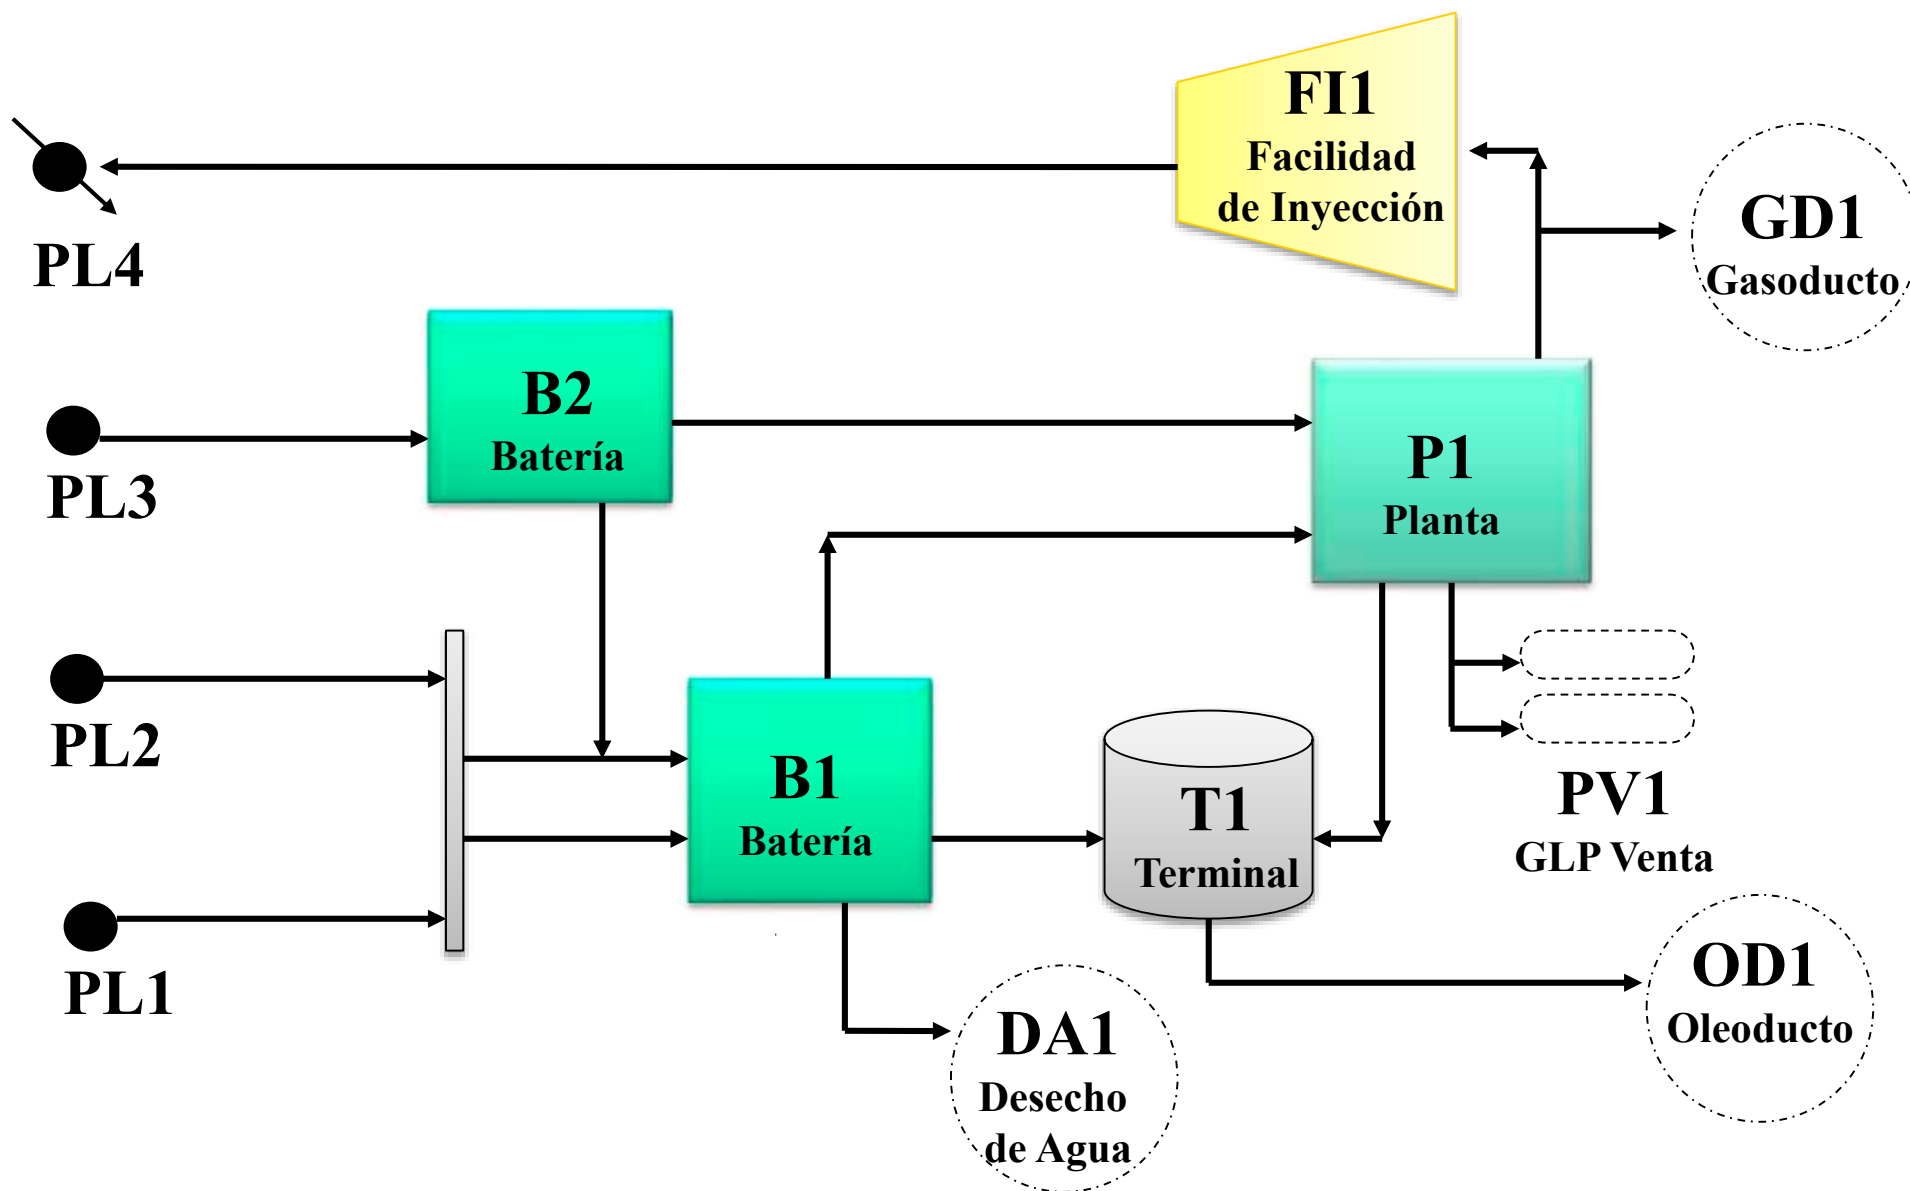 FI1
Facilidad
de Inyección
GD1
Gasoducto
PL4
B2
Batería
P1
Planta
PL3
PL2
B1
Batería
T1
Terminal
PV1
GLP Venta
PL1
OD1
Oleoducto
DA1
Desecho
de Agua